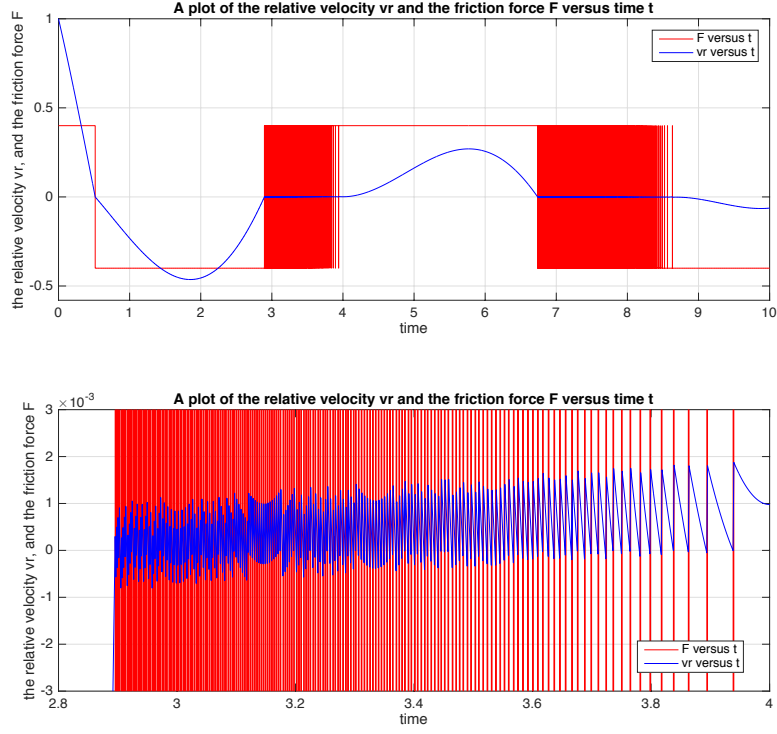 A plot of the relative velocity vr and the friction force F versus time t
the relative velocity vr, and the friction force F
1
0.5
0
-0.5
F versus t
vr versus t
0 1 2 3 4 5 6 7 8 9 10
time
A plot of the relative velocity vr and the friction force F versus time t
×10-3
the relative velocity vr, and the friction force F
3
2
1
0
-1
-2
-3
F versus t
vr versus t
2.8 3 3.2 3.4 3.6 3.8 4
time